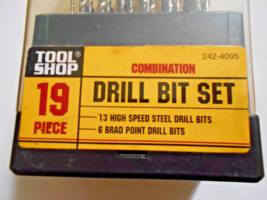 242-4095
TOOL®
SHOP
COMBINATION
19
PIECE
DRILL BIT SET
13 HIGH SPEED STEEL DRILL BITS
6 BRAD POINT DRILL BITS